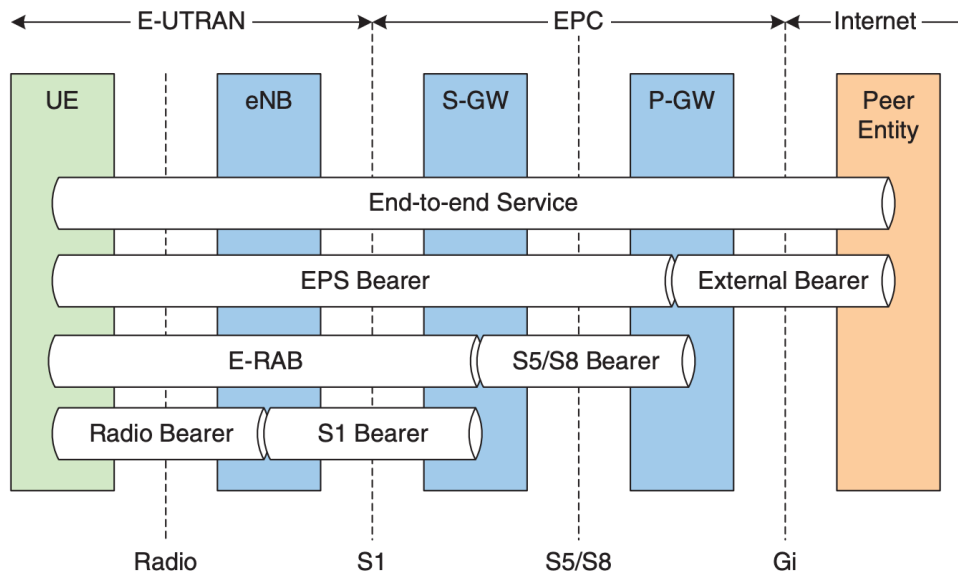 E-UTRAN EPC Internet
UE eNB S-GW P-GW Peer
Entity
End-to-end Service
EPS Bearer External Bearer
E-RAB S5/S8 Bearer
Radio Bearer S1 Bearer
Radio S1 S5/S8 Gi